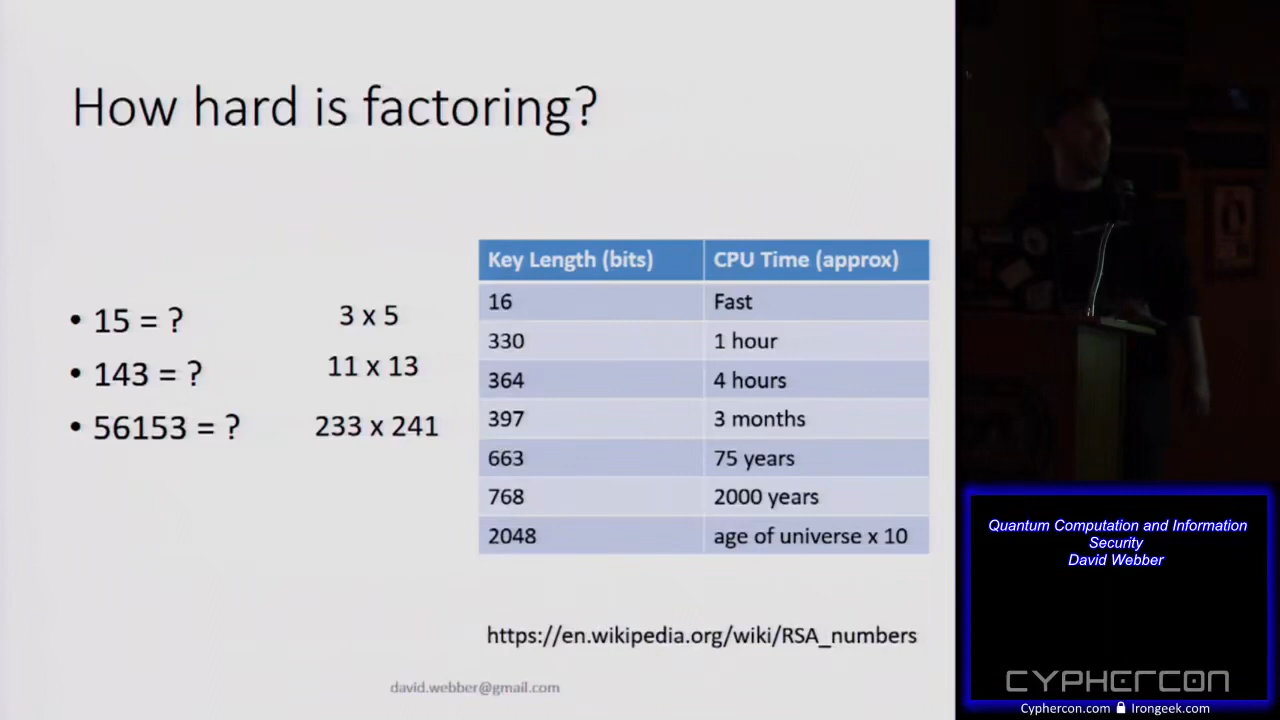 How hard is factoring?
• 15 = ?
3 x 5
• 143 = ?
11 x 13
• 56153 = ?
233 x 241
Key Length (bits) CPU Time (approx)
16 Fast
330 1 hour
364 4 hours
397 3 months
663 75 years
768 2000 years
2048 age of universe x 10
https://en.wikipedia.org/wiki/RSA_numbers
david.webber@gmail.com
Quantum Computation and Information
Security
David Webber
CYPHERCON
Cyphercon.com Irongeek.com